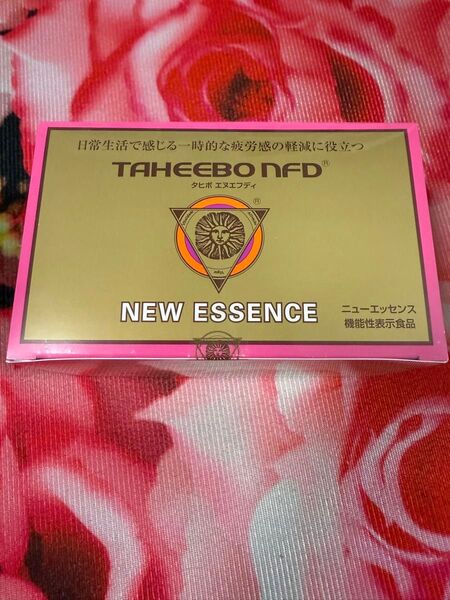 日常生活で感じる一時的な疲労感の軽減に役立つ
TAHEEBO NFD®
タヒボ エヌエフディ
®
NEW ESSENCE
ニューエッセンス
機能性表示食品